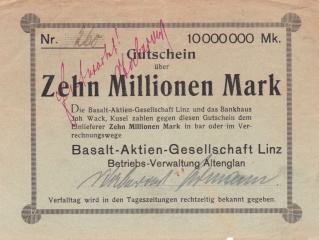 Nr. 10000000 Mk.
Gutschein
über
Zehn Millionen Mark
Die Basalt-Aktien-Gesellschaft Linz und das Bankhaus
Joh. Wack, Kusel zahlen gegen diesen Gutschein dem
Einlieferer Zehn Millionen Mark in bar oder im Ver-
rechnungswege
Basalt-Aktien-Gesellschaft Linz
Betriebs-Verwaltung Altenglan
Verfalltag wird in den Tageszeitungen rechtzeitig bekannt gegeben.